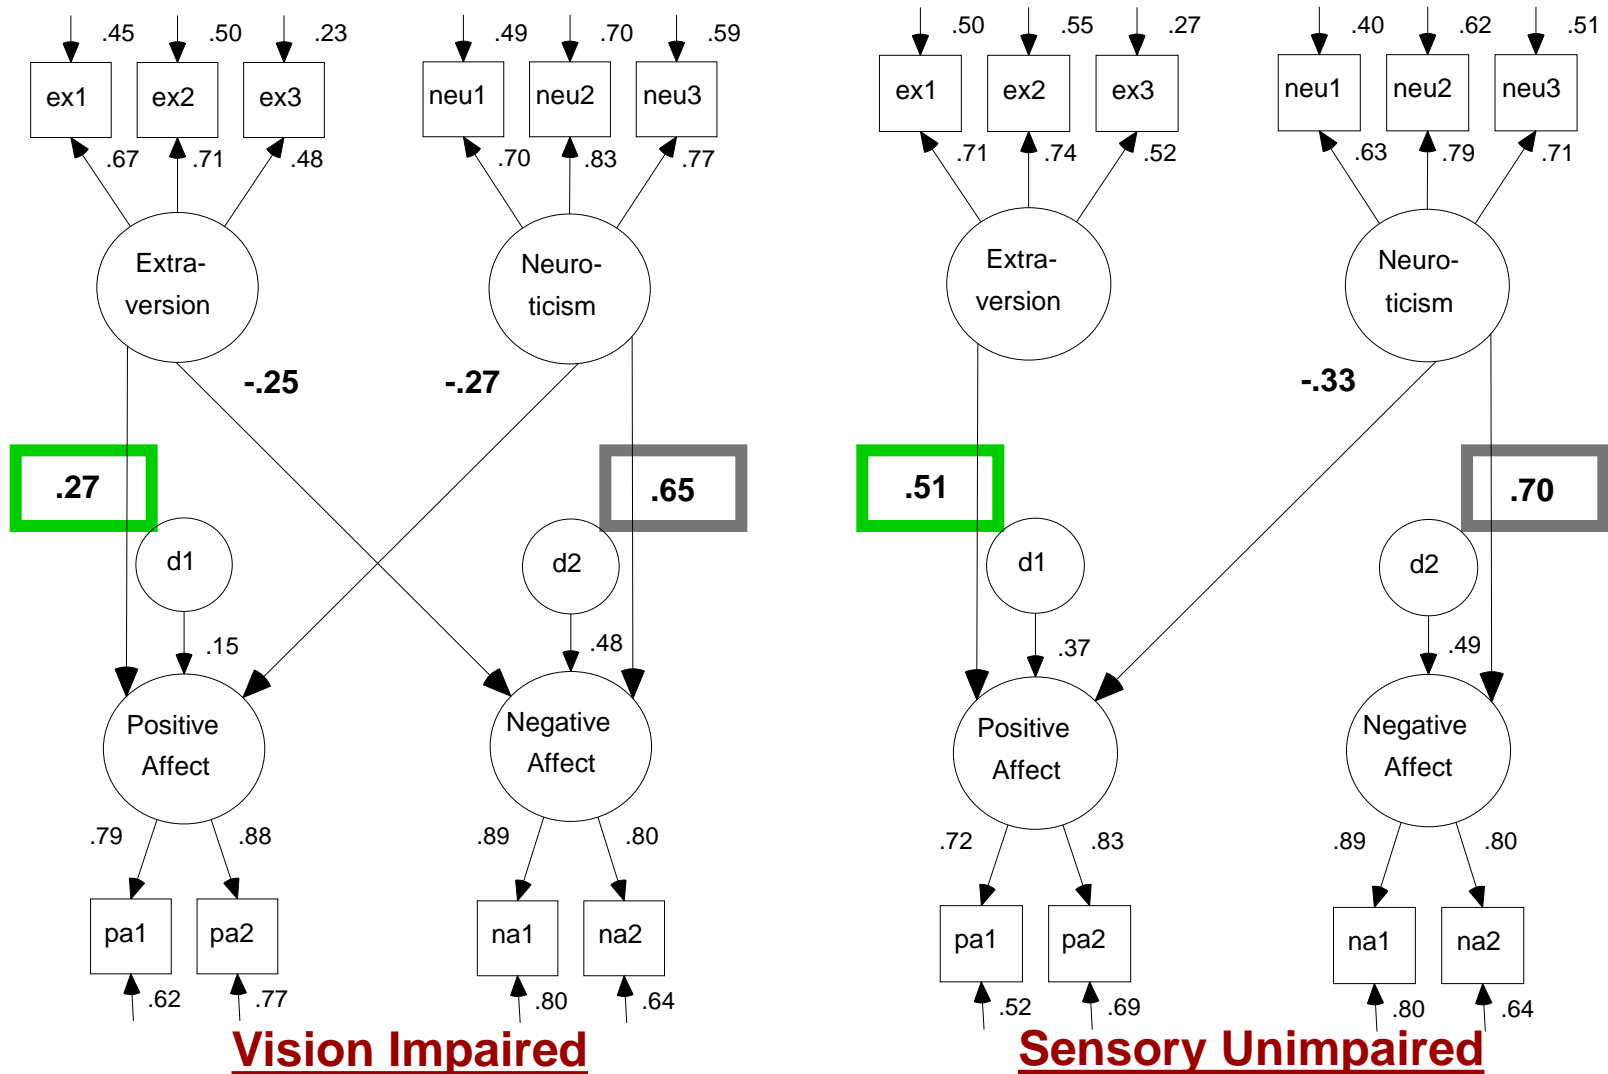 .45 .50 .23 .49 .70 .59
ex1 ex2 ex3 neu1 neu2 neu3
.67 .71 .48 .70 .83 .77
Extra-
version
Neuro-
ticism
-.25 -.27
.27 .65
d1 d2
.15 .48
Positive
Affect
Negative
Affect
.79 .88 .89 .80
pa1 pa2 na1 na2
.62 .77 .80 .64
Vision Impaired
.50 .55 .27 .40 .62 .51
ex1 ex2 ex3 neu1 neu2 neu3
.71 .74 .52 .63 .79 .71
Extra-
version
Neuro-
ticism
-.33
.51 .70
d1 d2
.37 .49
Positive
Affect
Negative
Affect
.72 .83 .89 .80
pa1 pa2 na1 na2
.52 .69 .80 .64
Sensory Unimpaired